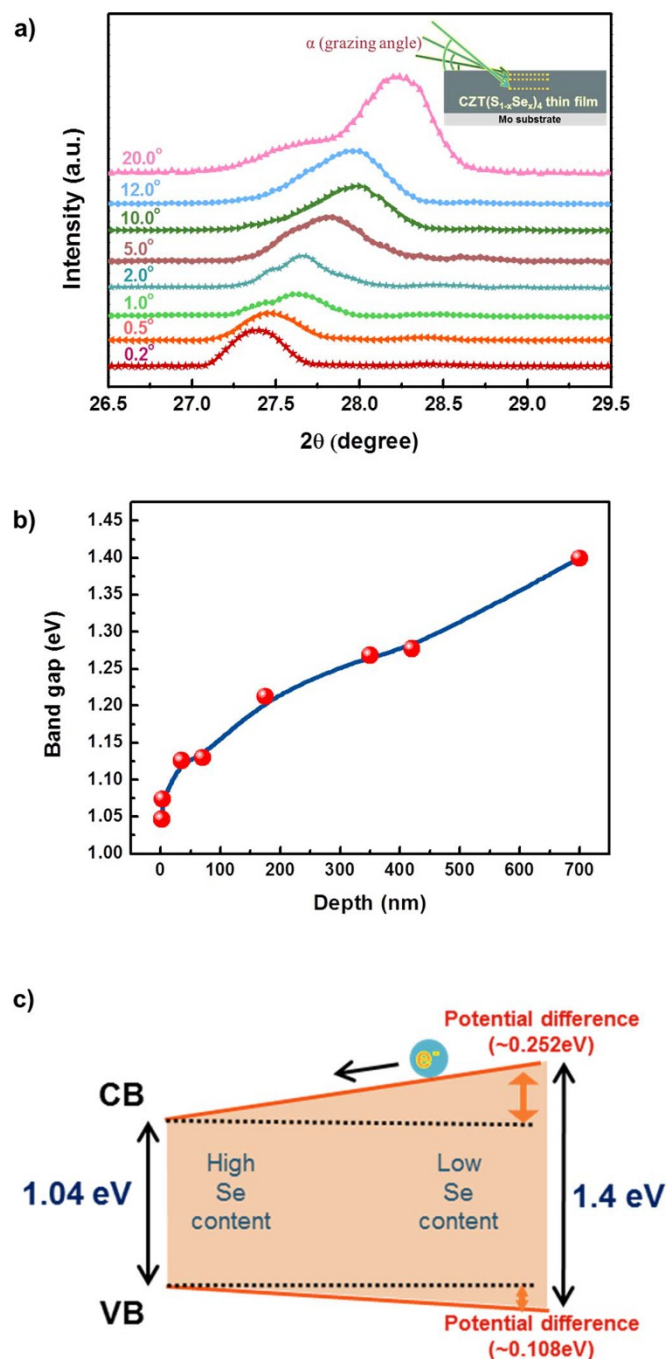 a)
α (grazing angle)
CZT(S1-xSex)4 thin film
Mo substrate
20.0°
12.0°
10.0°
5.0°
2.0°
1.0°
0.5°
0.2°
Intensity (a.u.)
26.5 27.0 27.5 28.0 28.5 29.0 29.5
2θ (degree)
b)
1.45
1.40
1.35
1.30
1.25
1.20
1.15
1.10
1.05
1.00
Band gap (eV)
0 100 200 300 400 500 600 700
Depth (nm)
c)
Potential difference
(~0.252eV)
e-
CB
High
Se
content
Low
Se
content
1.04 eV
1.4 eV
VB
Potential difference
(~0.108eV)